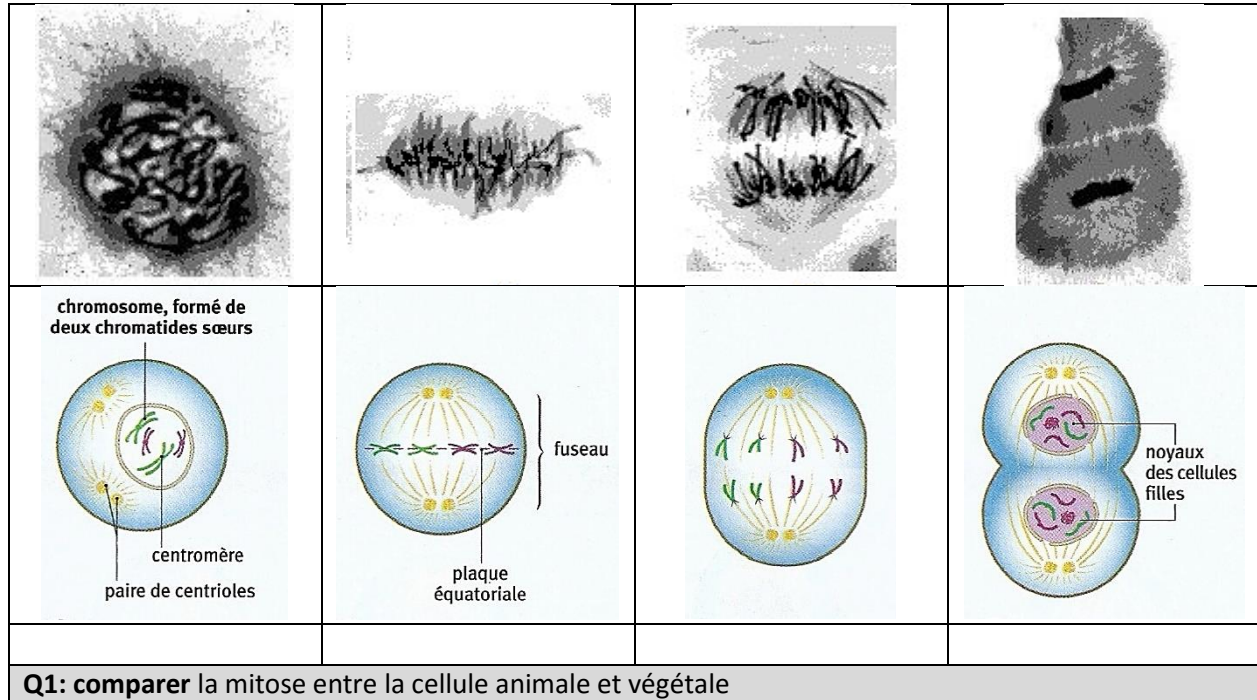 chromosome, formé de
deux chromatides sœurs
centromère
paire de centrioles
fuseau
plaque
équatoriale
noyaux
des cellules
filles
Q1: comparer la mitose entre la cellule animale et végétale